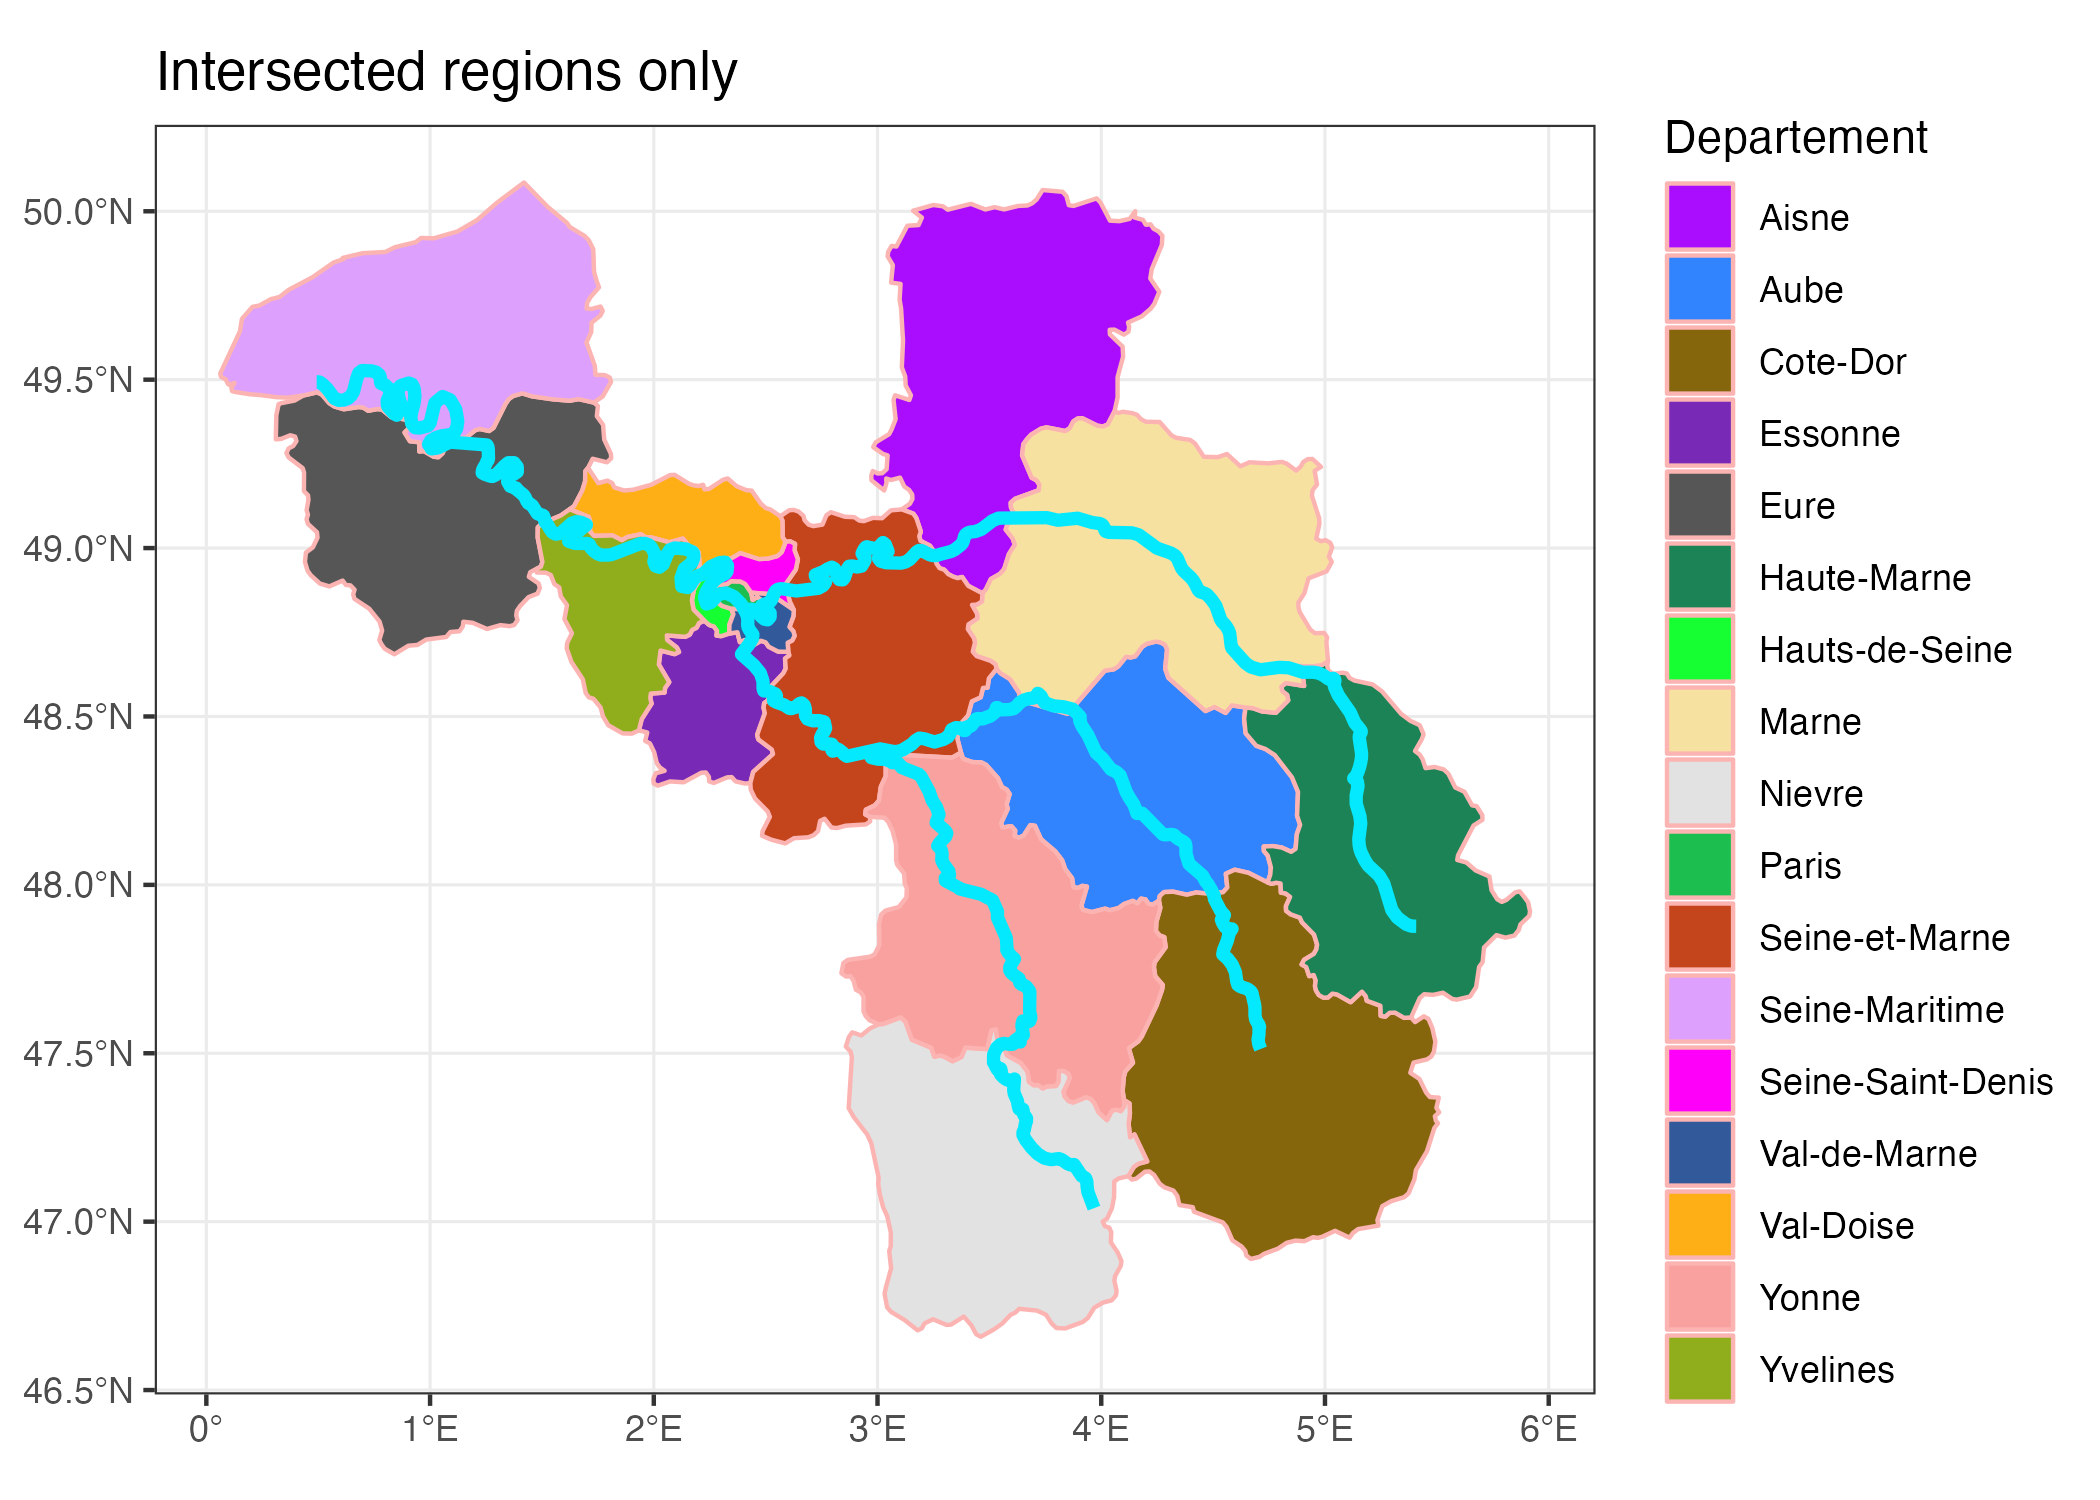 Intersected regions only
50.0°N
49.5°N
49.0°N
48.5°N
48.0°N
47.5°N
47.0°N
46.5°N
0°
1°E
2°E
3°E
4°E
5°E
6°E
Departement
Aisne
Aube
Cote-Dor
Essonne
Eure
Haute-Marne
Hauts-de-Seine
Marne
Nievre
Paris
Seine-et-Marne
Seine-Maritime
Seine-Saint-Denis
Val-de-Marne
Val-Doise
Yonne
Yvelines